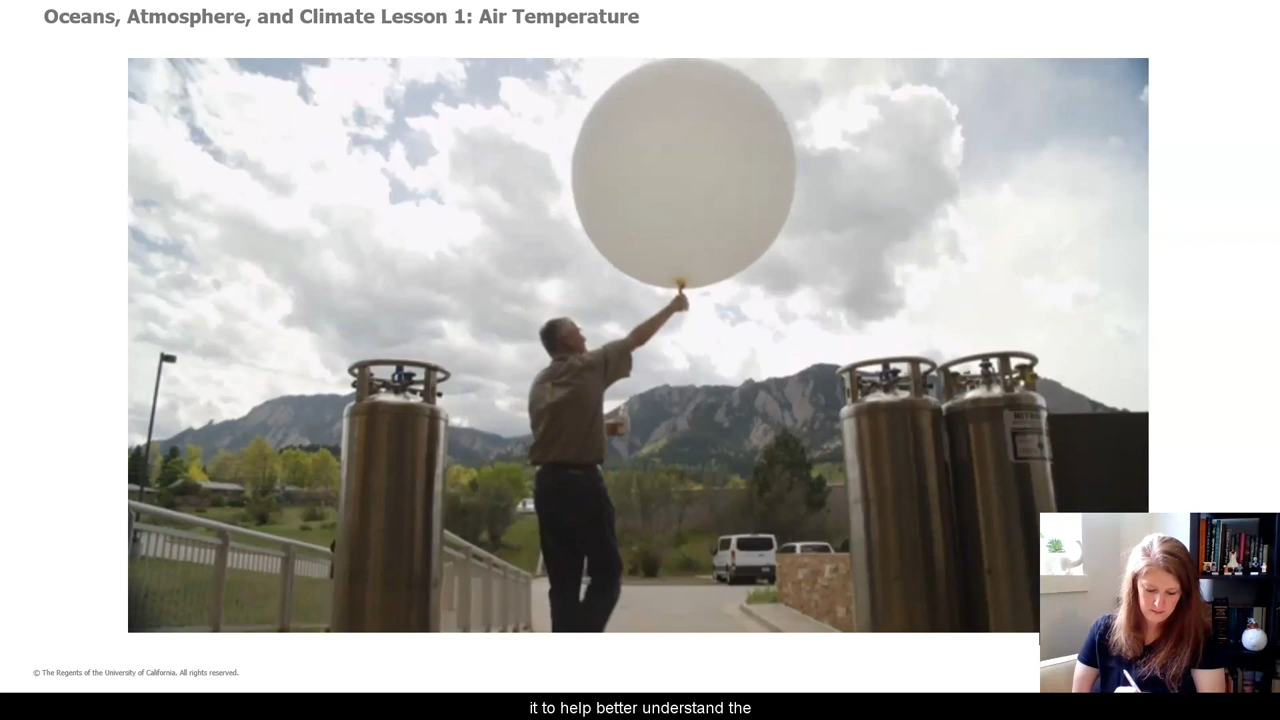 Oceans, Atmosphere, and Climate Lesson 1: Air Temperature
© The Regents of the University of California. All rights reserved.
it to help better understand the